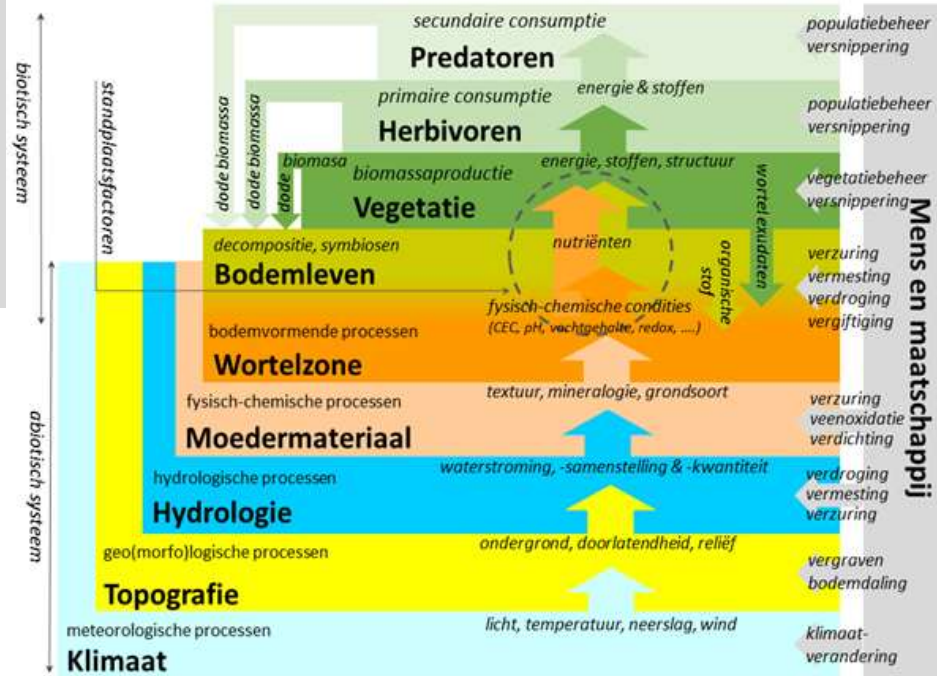 biotisch systeem
standplaatsfactoren
abiotisch systeem
secundaire consumptie
Predatoren
energie & stoffen
dode biomassa
primaire consumptie
Herbivoren
energie, stoffen, structuur
dode biomassa
dode
biomasa
biomassaproductie
Vegetatie
nutriënten
wortel exudaten
organische
stof
decompositie, symbiosen
Bodemleven
fysisch-chemische condities
(CEC, pH, vochtgehalte, redox, ....)
bodemvormende processen
Wortelzone
textuur, mineralogie, grondsoort
fysisch-chemische processen
Moedermateriaal
waterstroming, -samenstelling & -kwantiteit
hydrologische processen
Hydrologie
ondergrond, doorlatendheid, reliëf
geo(morfo)logische processen
Topografie
licht, temperatuur, neerslag, wind
meteorologische processen
Klimaat
populatiebeheer
versnippering
populatiebeheer
versnippering
vegetatiebeheer
versnippering
verzuring
vermesting
verdroging
vergiftiging
verzuring
veenoxidatie
verdichting
verdroging
vermesting
verzuring
vergraven
bodemdaling
klimaat-
verandering
Mens en maatschappij